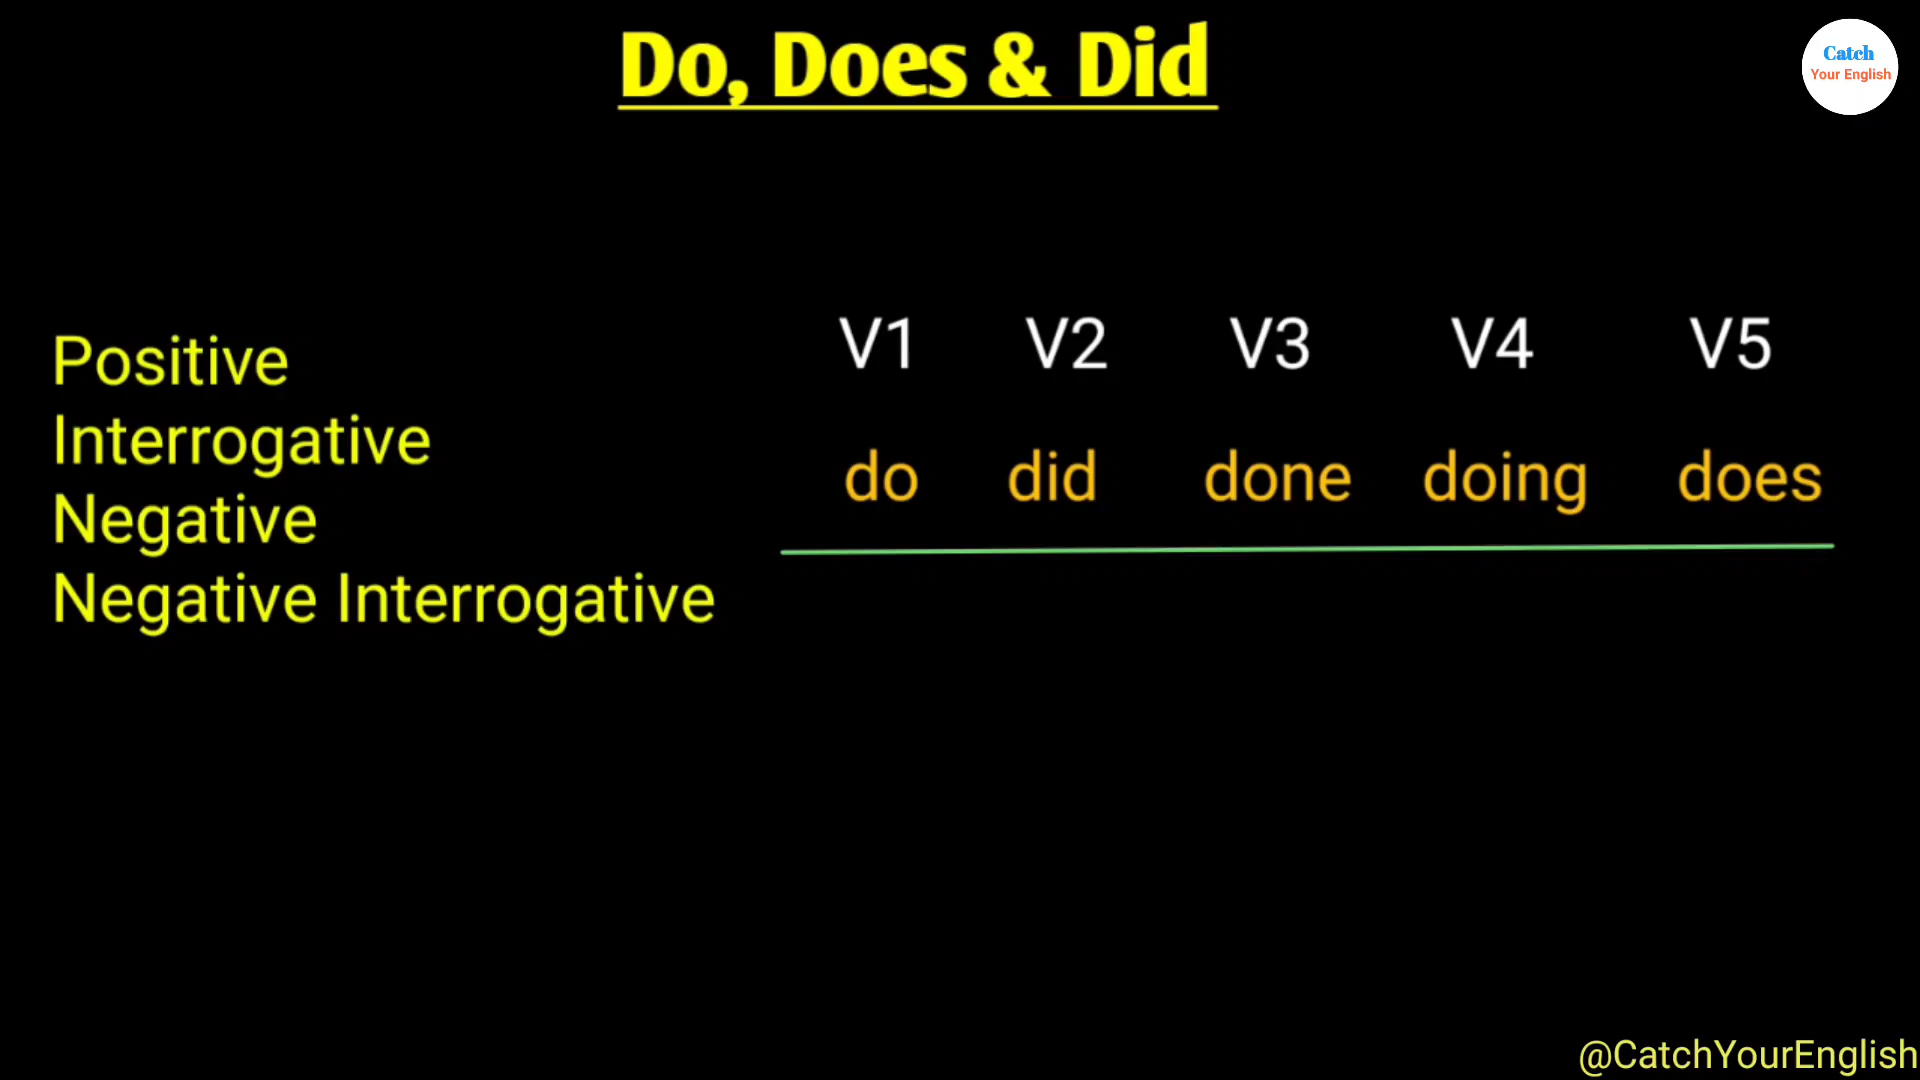 Do, Does & Did
Catch
Your English
Positive
Interrogative
Negative
Negative Interrogative
V1 V2 V3 V4 V5
do did done doing does
@CatchYourEnglish